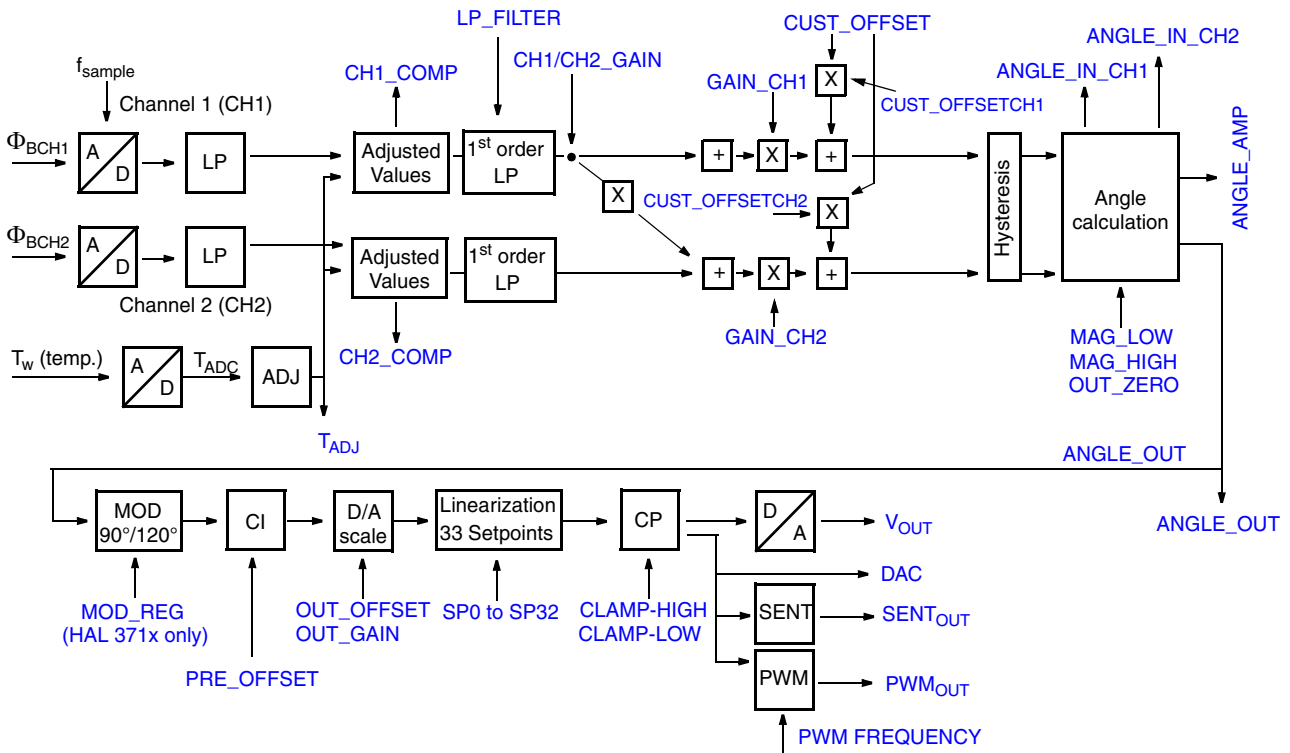 LP_FILTER
CUST_OFFSET
ANGLE_IN_CH2
fsample
CH1_COMP
CH1/CH2_GAIN
GAIN_CH1
X
ANGLE_IN_CH1
CUST_OFFSETCH1
Channel 1 (CH1)
ΦBCH1
A
D
LP
Adjusted
Values
1st order
LP
+
X
+
Hysteresis
Angle
calculation
ANGLE_AMP
X
CUST_OFFSETCH2
X
ΦBCH2
A
D
LP
Adjusted
Values
1st order
LP
+
X
+
Channel 2 (CH2)
GAIN_CH2
MAG_LOW
MAG_HIGH
OUT_ZERO
CH2_COMP
Tw (temp.)
A
D
TADC
ADJ
TADJ
ANGLE_OUT
ANGLE_OUT
MOD
90°/120°
CI
D/A
scale
Linearization
33 Setpoints
CP
D
A
VOUT
DAC
MOD_REG
(HAL 371x only)
OUT_OFFSET
OUT_GAIN
SP0 to SP32
CLAMP-HIGH
CLAMP-LOW
SENT
SENTOUT
PRE_OFFSET
PWM
PWMOUT
PWM FREQUENCY